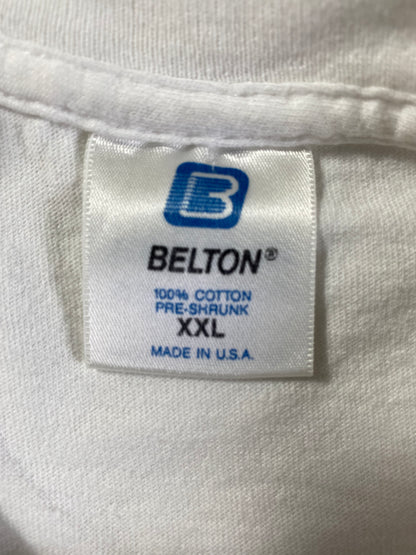 B
BELTON®
100% COTTON
PRE-SHRUNK
XXL
MADE IN U.S.A.